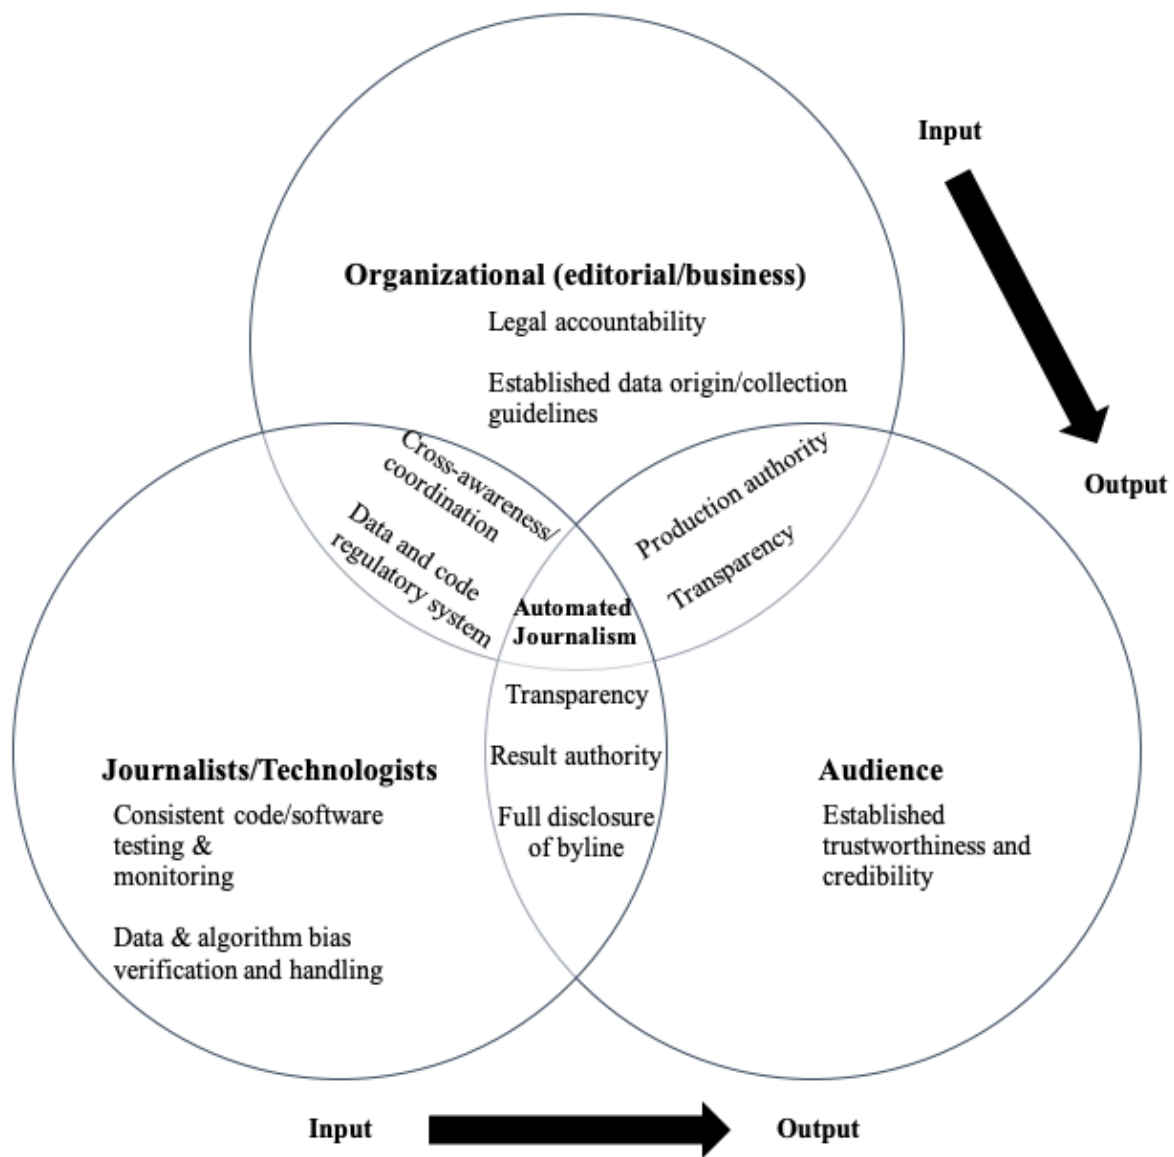 Input
Organizational (editorial/business)
Legal accountability
Established data origin/collection
guidelines
Output
Cross-awareness/
coordination
Data and code
regulatory system
Production authority
Transparency
Automated
Journalism
Transparency
Result authority
Full disclosure
of byline
Journalists/Technologists
Consistent code/software
testing &
monitoring
Data & algorithm bias
verification and handling
Audience
Established
trustworthiness and
credibility
Input
Output